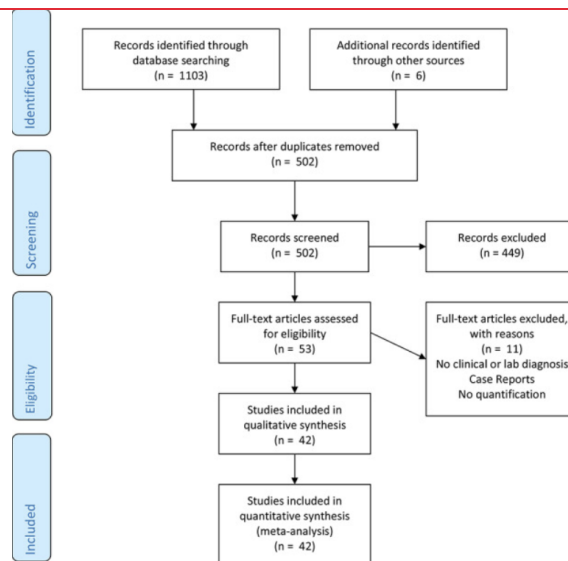 Identification
Records identified through
database searching
(n = 1103)
Additional records identified
through other sources
(n = 6)
Records after duplicates removed
(n = 502)
Screening
Records screened
(n = 502)
Records excluded
(n = 449)
Eligibility
Full-text articles assessed
for eligibility
(n = 53)
Full-text articles excluded,
with reasons
(n = 11)
No clinical or lab diagnosis
Case Reports
No quantification
Studies included in
qualitative synthesis
(n = 42)
Included
Studies included in
quantitative synthesis
(meta-analysis)
(n = 42)